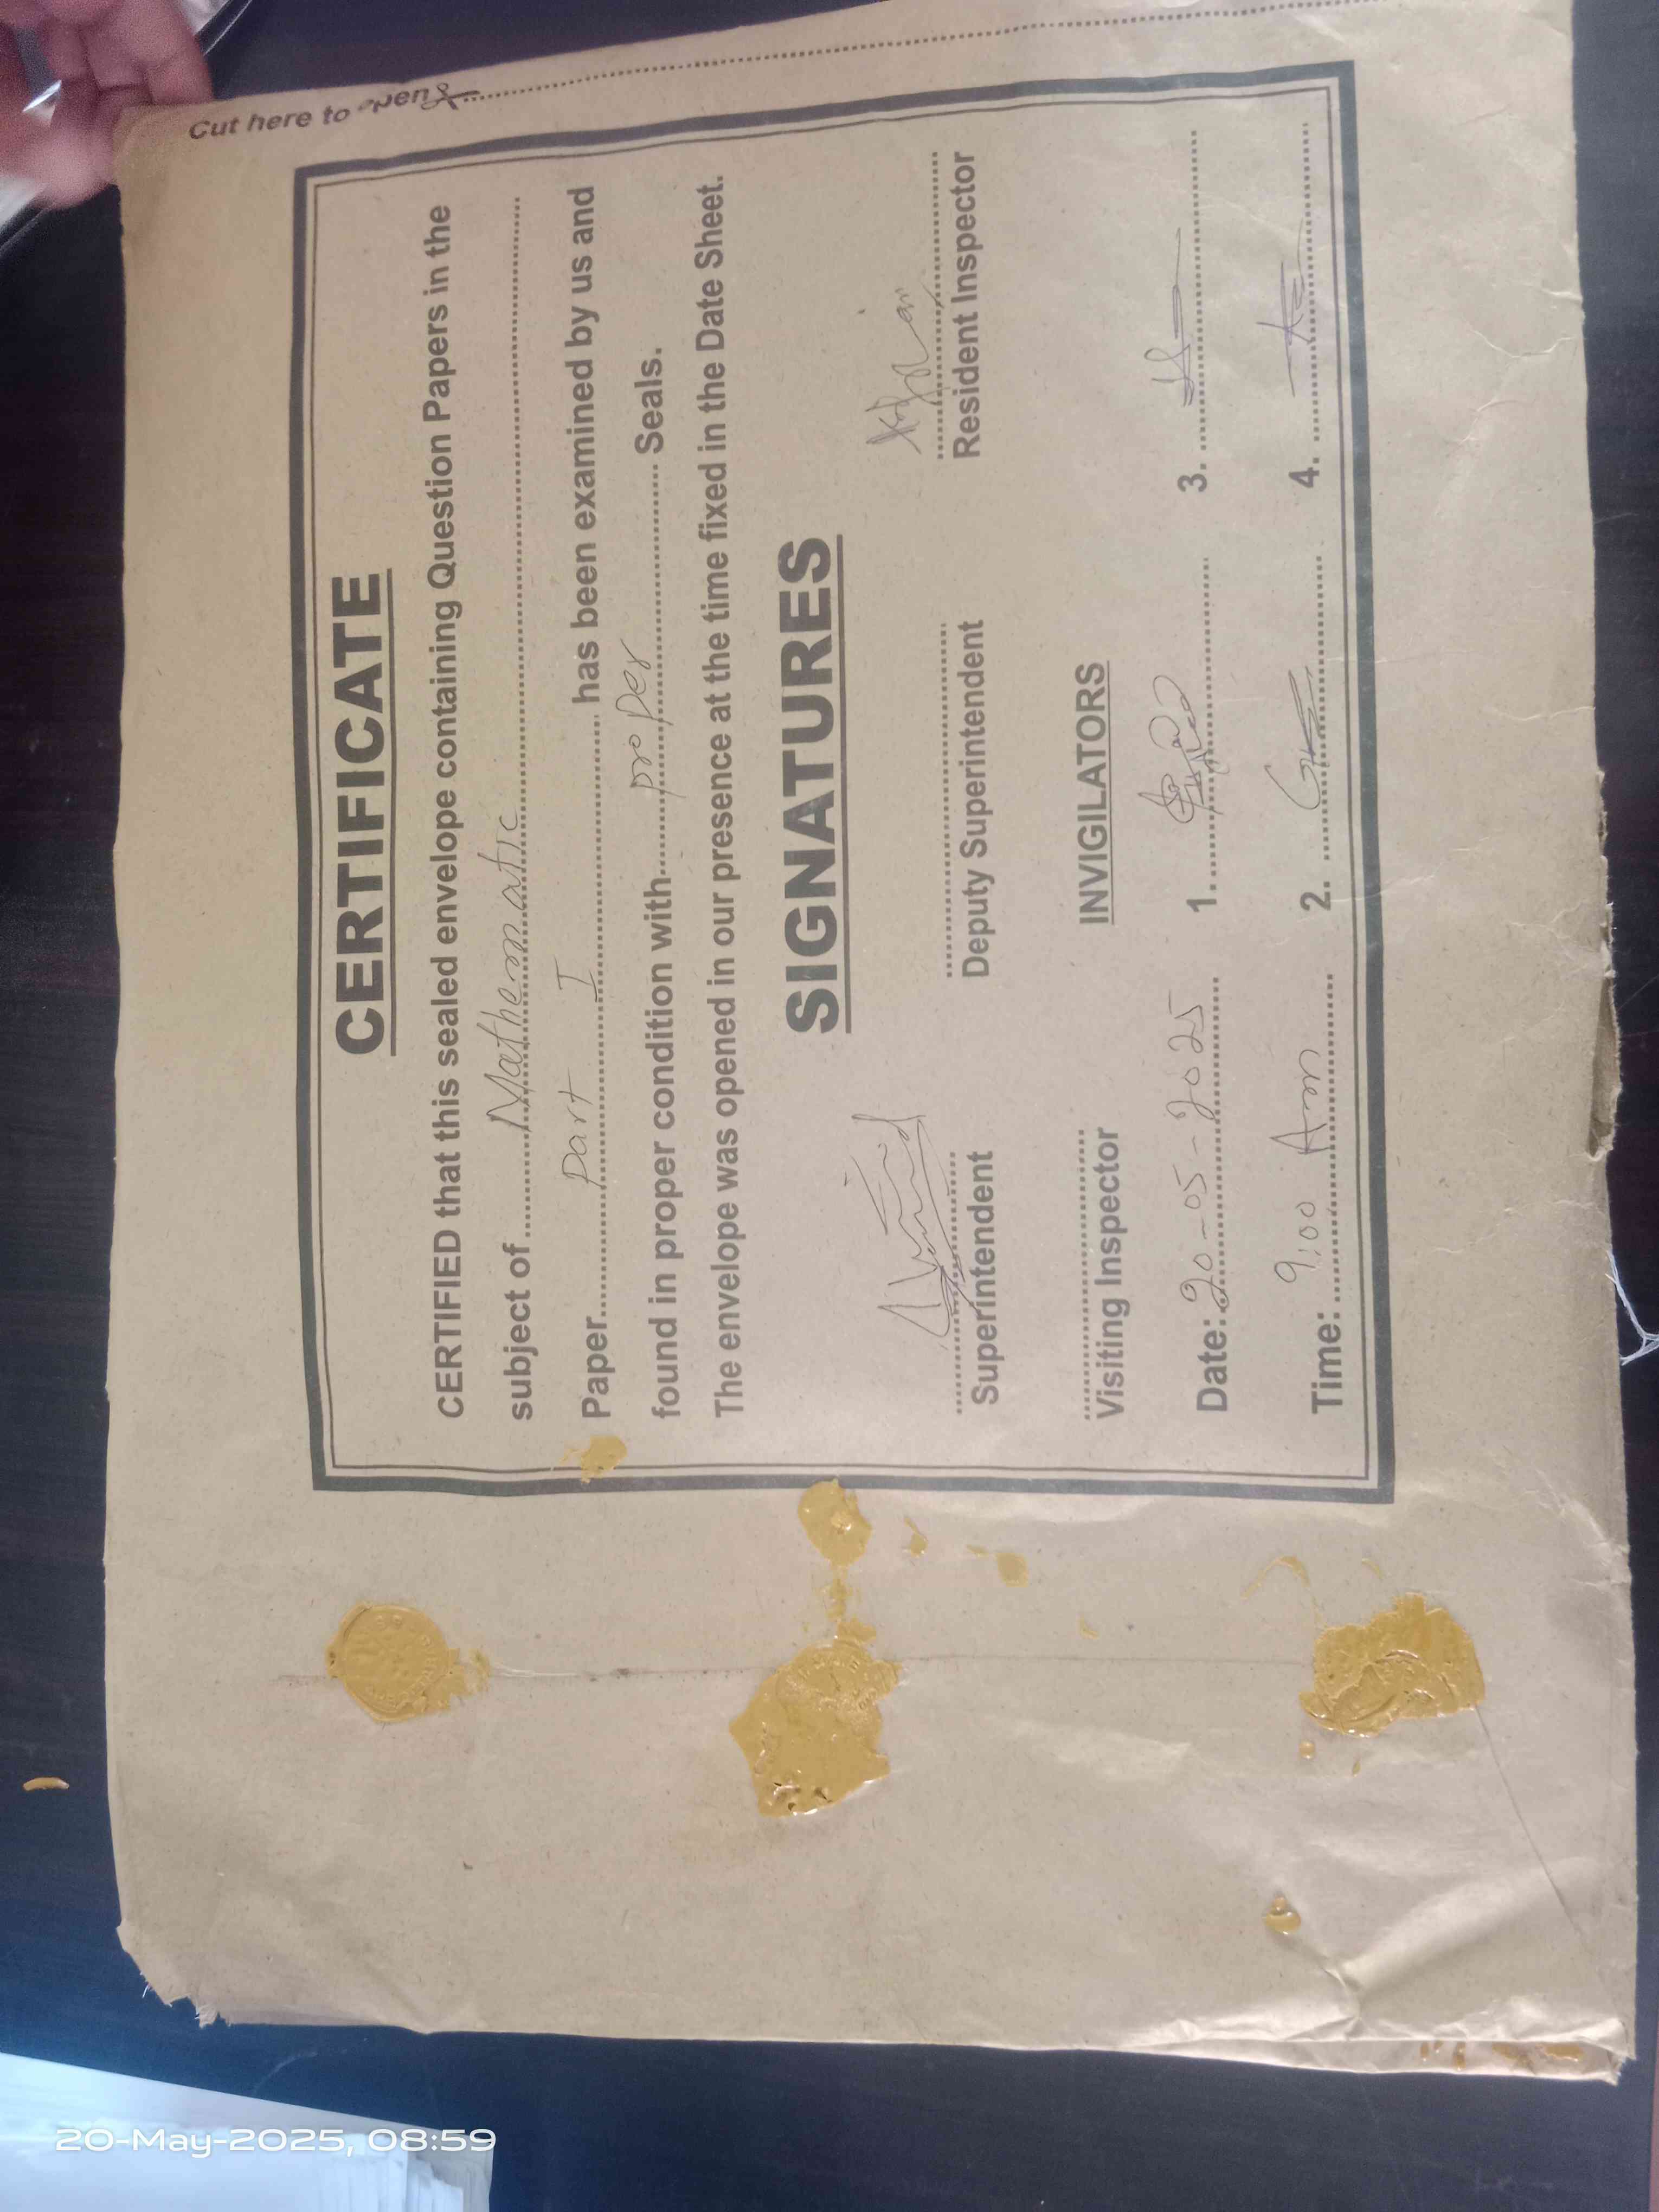 Cut here to open
CERTIFICATE
CERTIFIED that this sealed envelope containing Question Papers in the
subject of Mathematic
Paper Part I has been examined by us and
found in proper condition with proper Seals.
The envelope was opened in our presence at the time fixed in the Date Sheet.
SIGNATURES
Superintendent Deputy Superintendent Resident Inspector
Visiting Inspector INVIGILATORS
Date: 20-05-2025 1. 3.
Time: 9:00 Am 2. 4.
20-May-2025, 08:59